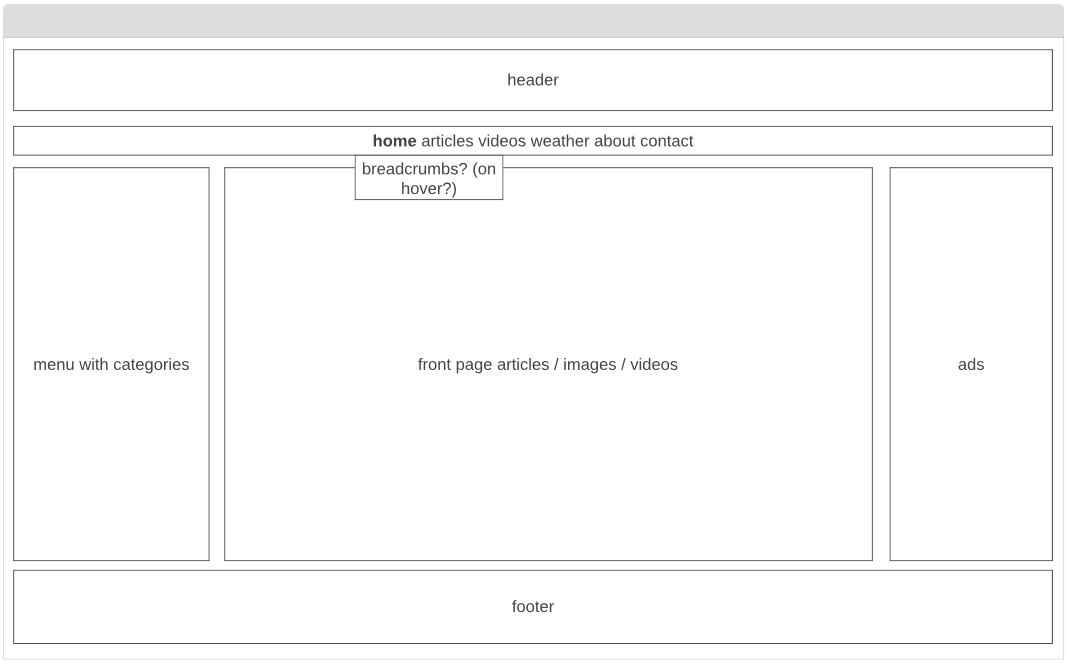 header
home articles videos weather about contact
breadcrumbs? (on
hover?)
menu with categories
front page articles / images / videos
ads
footer